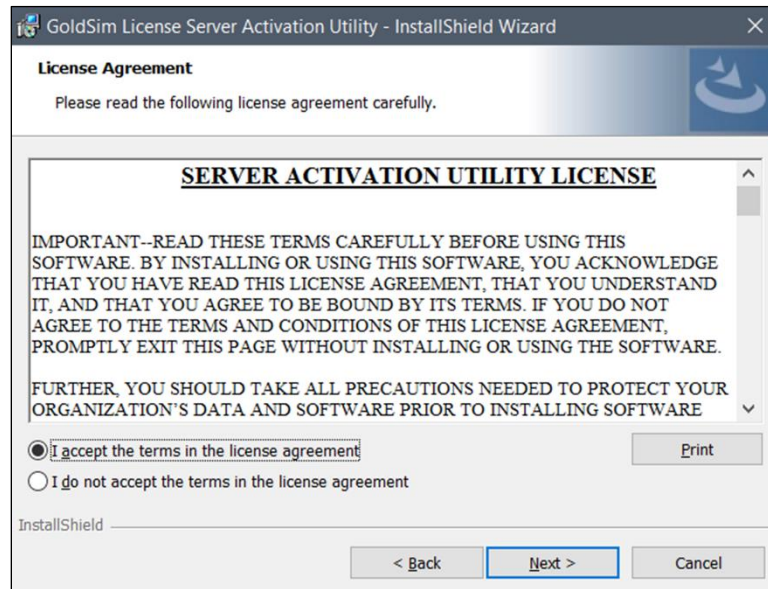 GoldSim License Server Activation Utility - InstallShield Wizard
License Agreement
Please read the following license agreement carefully.
SERVER ACTIVATION UTILITY LICENSE
IMPORTANT--READ THESE TERMS CAREFULLY BEFORE USING THIS
SOFTWARE. BY INSTALLING OR USING THIS SOFTWARE, YOU ACKNOWLEDGE
THAT YOU HAVE READ THIS LICENSE AGREEMENT, THAT YOU UNDERSTAND
IT, AND THAT YOU AGREE TO BE BOUND BY ITS TERMS. IF YOU DO NOT
AGREE TO THE TERMS AND CONDITIONS OF THIS LICENSE AGREEMENT,
PROMPTLY EXIT THIS PAGE WITHOUT INSTALLING OR USING THE SOFTWARE.
FURTHER, YOU SHOULD TAKE ALL PRECAUTIONS NEEDED TO PROTECT YOUR
ORGANIZATION’S DATA AND SOFTWARE PRIOR TO INSTALLING SOFTWARE
I accept the terms in the license agreement
Print
I do not accept the terms in the license agreement
InstallShield
< Back
Next >
Cancel